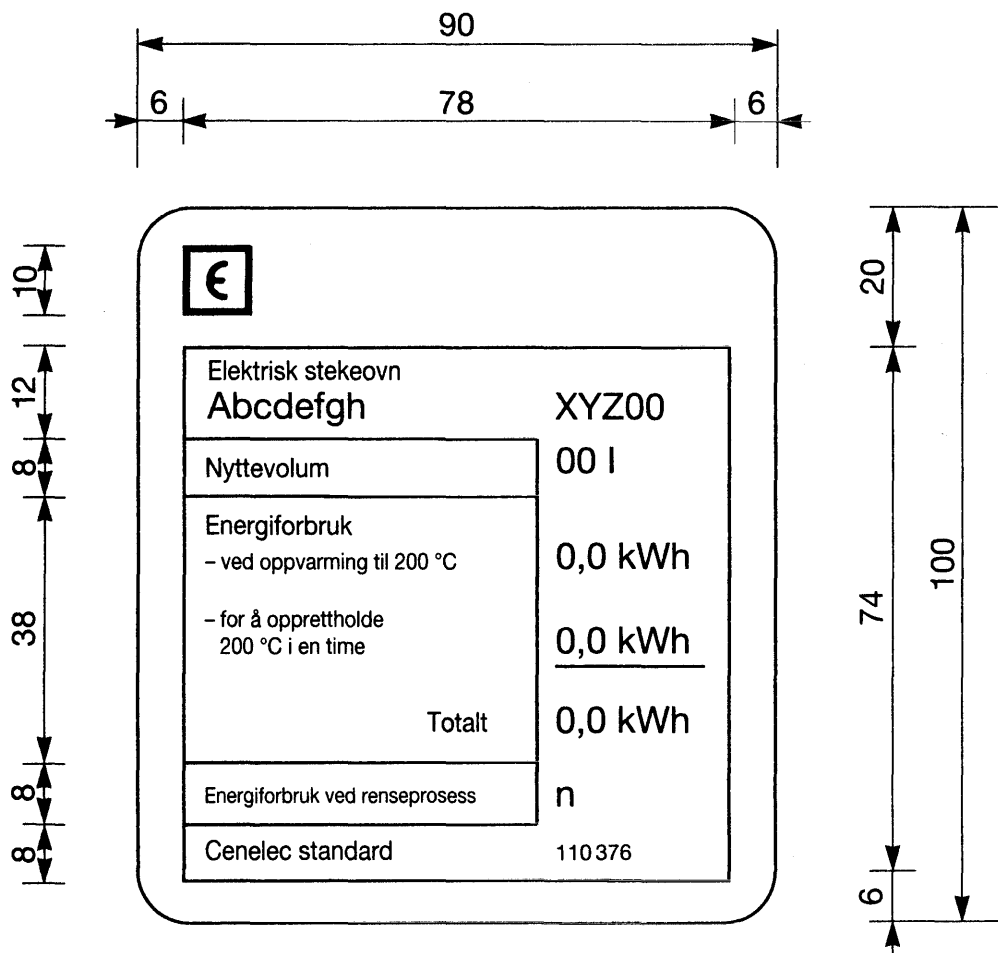 90
6 78 6
10
20
Є
12
Elektrisk stekeovn
Abcdefgh XYZ00
8
Nyttevolum 00 l
Energiforbruk
– ved oppvarming til 200 °C 0,0 kWh
100
74
38
– for å opprettholde
200 °C i en time 0,0 kWh
Totalt 0,0 kWh
8
Energiforbruk ved renseprosess n
8
Cenelec standard 110 376
6